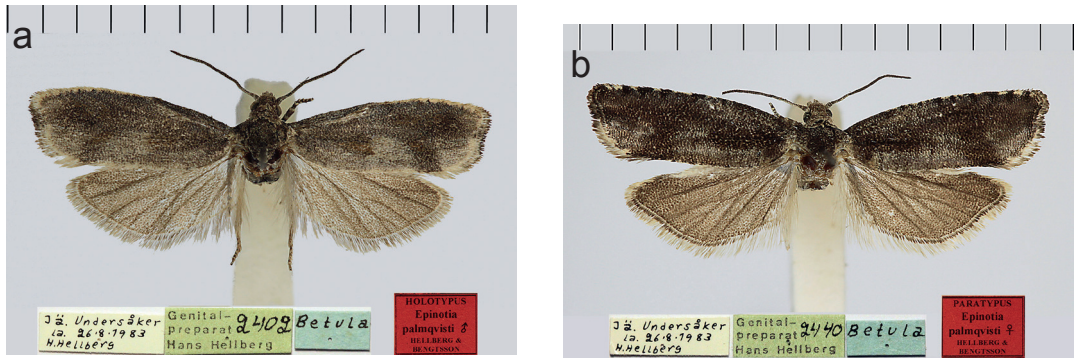 a
Jä. Undersåker
la. 26.8.1983
H. Hellberg
Genital-
preparat 2402
Hans Hellberg
Betula
HOLOTYPUS
Epinotia
palmqvisti ♂
HELLBERG &
BENGTSSON
b
Jä. Undersåker
la. 26.8.1983
H. Hellberg
Genital-
preparat 2440
Hans Hellberg
Betula
PARATYPUS
Epinotia
palmqvisti ♀
HELLBERG &
BENGTSSON